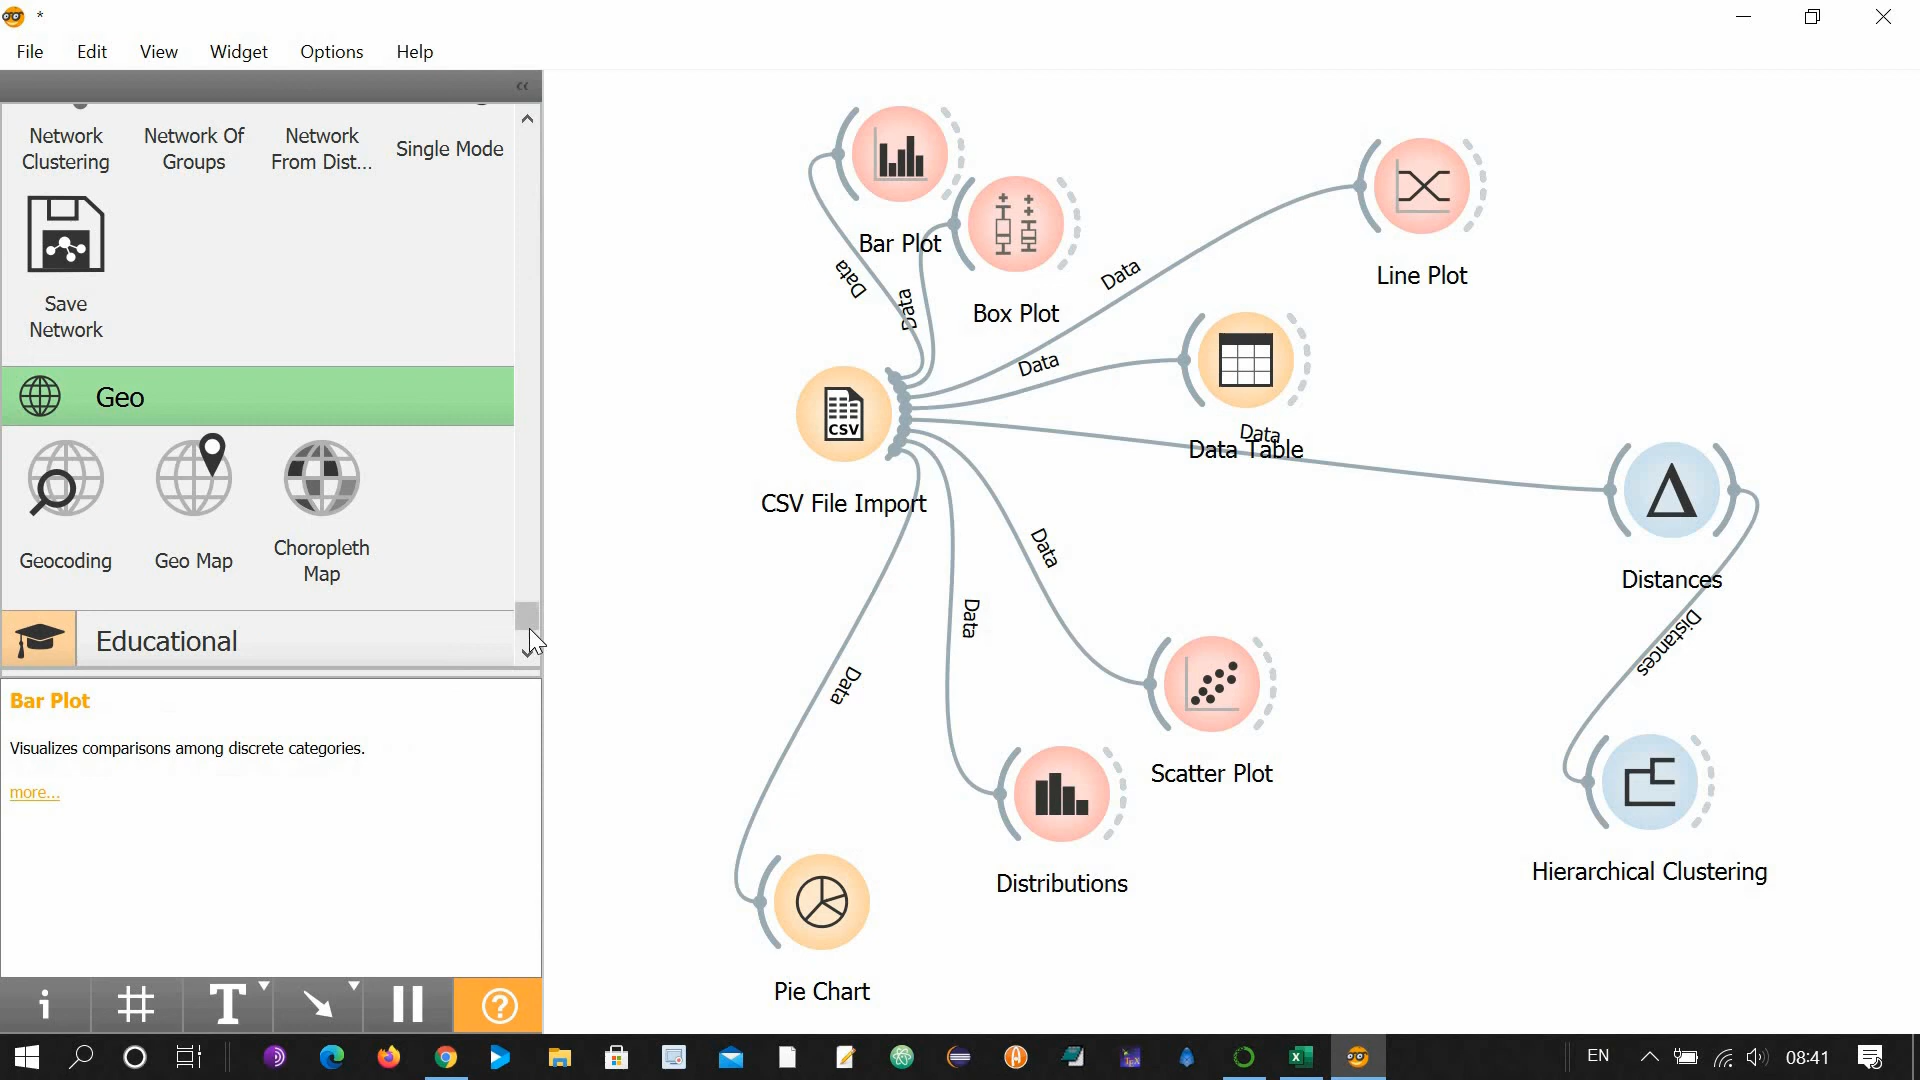 *
File Edit View Widget Options Help
Network Clustering
Network Of Groups
Network From Dist...
Single Mode
Save Network
Geo
Geocoding
Geo Map
Choropleth Map
Educational
Bar Plot
Visualizes comparisons among discrete categories.
more...
Bar Plot
Box Plot
Line Plot
Data
Data
Data
Data
Data
Data Table
CSV
CSV File Import
Distances
Data
Data
Data
Distances
Scatter Plot
Distributions
Hierarchical Clustering
Pie Chart
i
T
EN
08:41